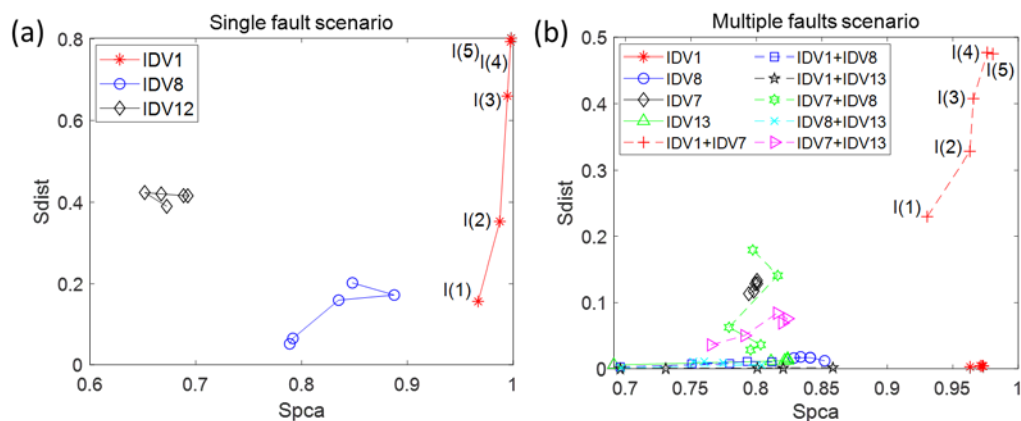 (a)
Single fault scenario
0.8
0.6
0.4
0.2
0
Sdist
IDV1
IDV8
IDV12
I(5)
I(4)
I(3)
I(2)
I(1)
0.6 0.7 0.8 0.9 1
Spca
(b)
Multiple faults scenario
0.5
0.4
0.3
0.2
0.1
0
Sdist
IDV1
IDV8
IDV7
IDV13
IDV1+IDV7
IDV1+IDV8
IDV1+IDV13
IDV7+IDV8
IDV8+IDV13
IDV7+IDV13
I(4)
I(5)
I(3)
I(2)
I(1)
0.7 0.75 0.8 0.85 0.9 0.95 1
Spca